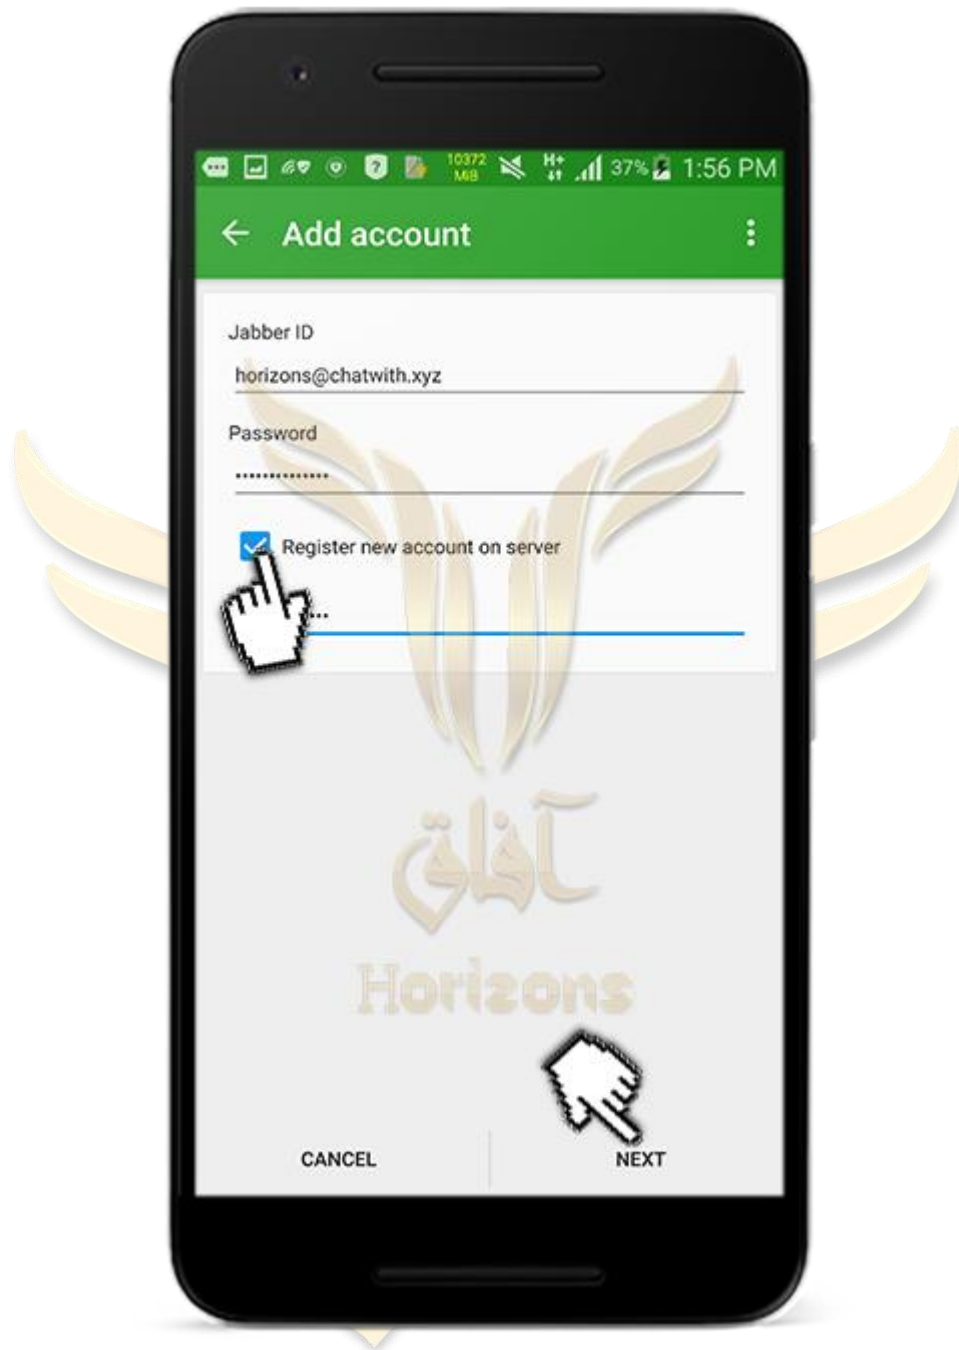 10372
MiB
H+
37%
1:56 PM
Add account
Jabber ID
horizons@chatwith.xyz
Password
••••••••••••••
Register new account on server
CANCEL
NEXT
آفاق
Horizons